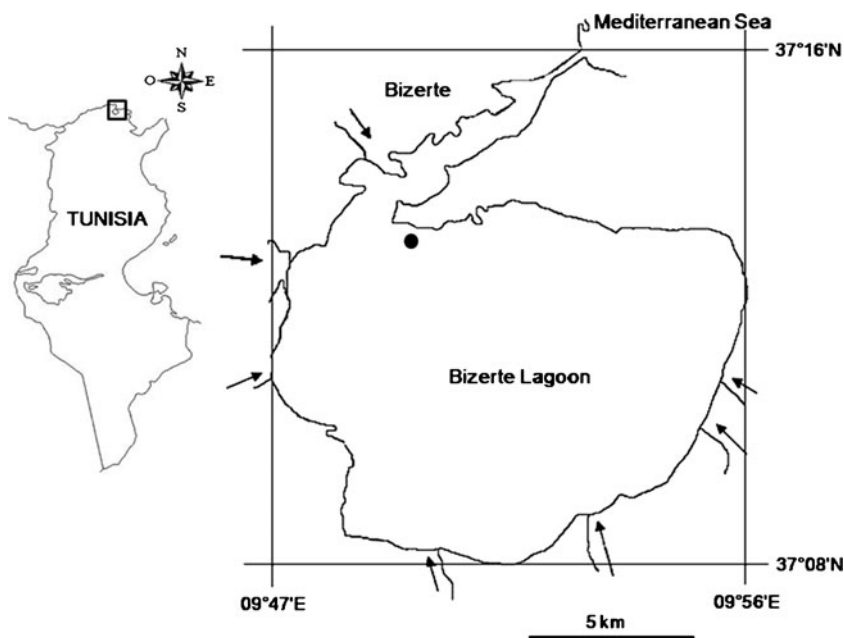 Mediterranean Sea
37°16'N
N
O E
S
Bizerte
TUNISIA
Bizerte Lagoon
37°08'N
09°47'E
09°56'E
5 km